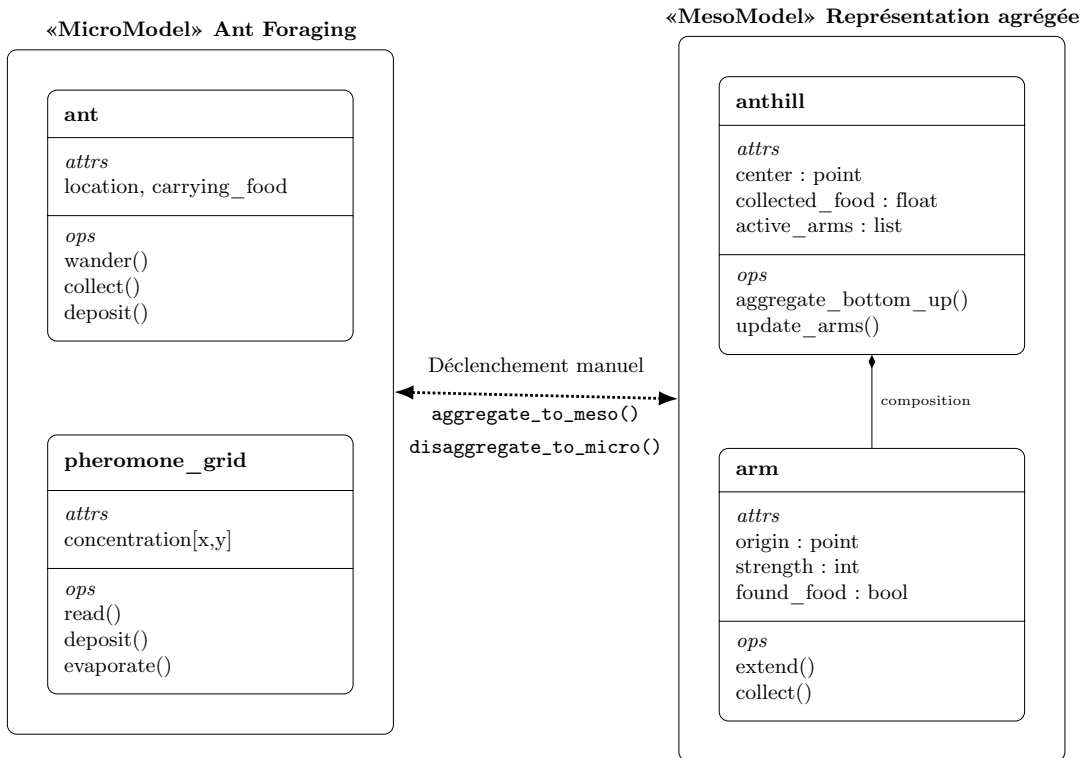 «MicroModel» Ant Foraging
ant
attrs
location, carrying_food
ops
wander()
collect()
deposit()
pheromone_grid
attrs
concentration[x,y]
ops
read()
deposit()
evaporate()
Déclenchement manuel
aggregate_to_meso()
disaggregate_to_micro()
«MesoModel» Représentation agrégée
anthill
attrs
center : point
collected_food : float
active_arms : list
ops
aggregate_bottom_up()
update_arms()
composition
arm
attrs
origin : point
strength : int
found_food : bool
ops
extend()
collect()